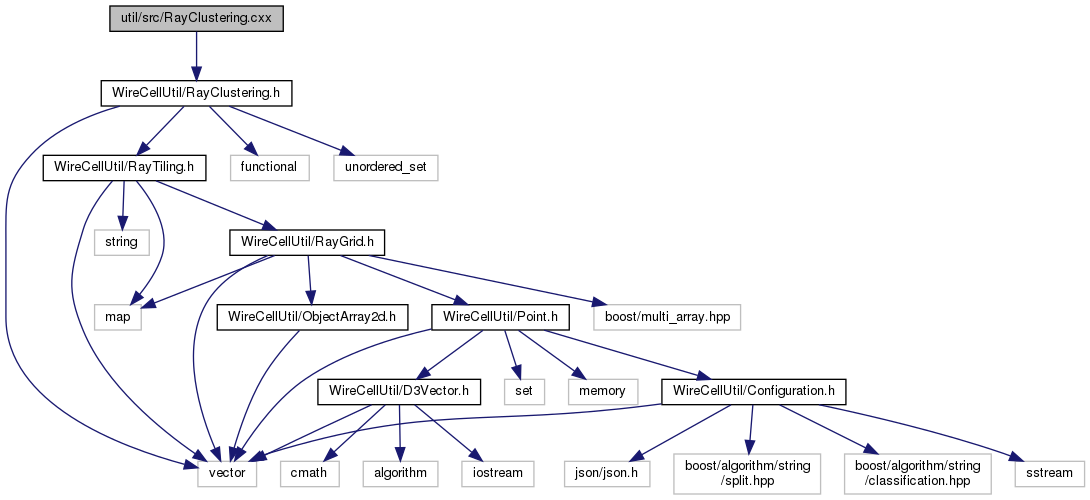 util/src/RayClustering.cxx
WireCellUtil/RayClustering.h
WireCellUtil/RayTiling.h
functional
unordered_set
string
WireCellUtil/RayGrid.h
map
WireCellUtil/ObjectArray2d.h
WireCellUtil/Point.h
boost/multi_array.hpp
WireCellUtil/D3Vector.h
set
memory
WireCellUtil/Configuration.h
vector
cmath
algorithm
iostream
json/json.h
boost/algorithm/string
/split.hpp
boost/algorithm/string
/classification.hpp
sstream